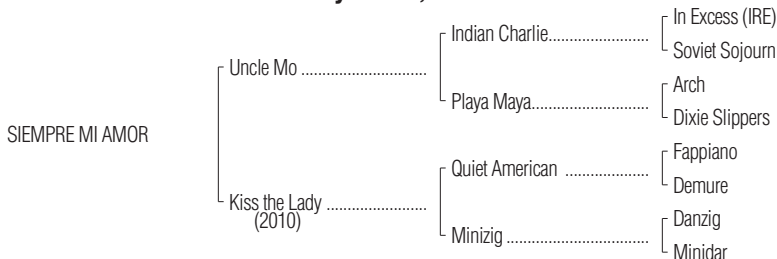 In Excess (IRE)
Indian Charlie......................
Soviet Sojourn
Uncle Mo ............................
Arch
Playa Maya..........................
Dixie Slippers
SIEMPRE MI AMOR
Fappiano
Quiet American ..................
Demure
Kiss the Lady ......................
(2010)
Danzig
Minizig ................................
Minidar